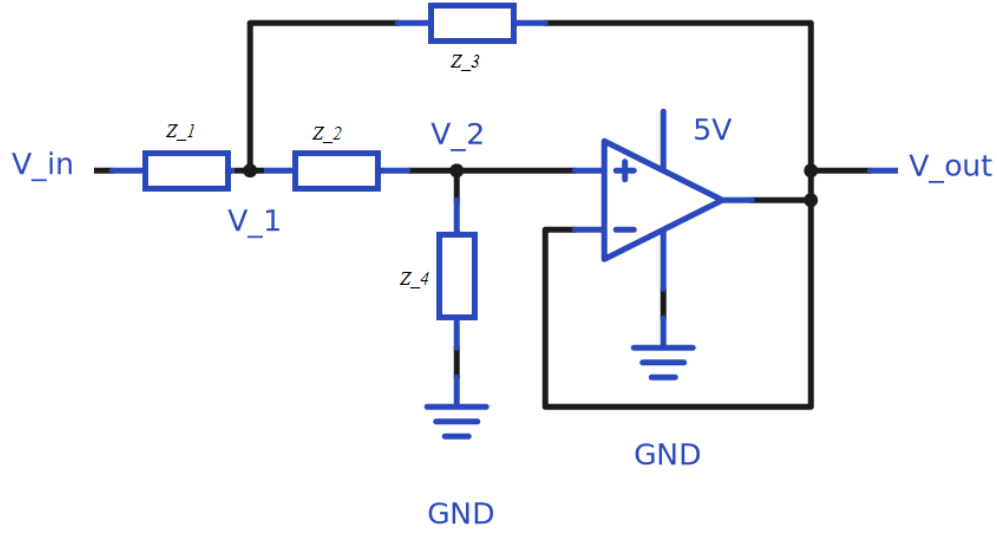 Z_3
Z_1
Z_2
V_2
5V
V_in
V_out
V_1
Z_4
GND
GND